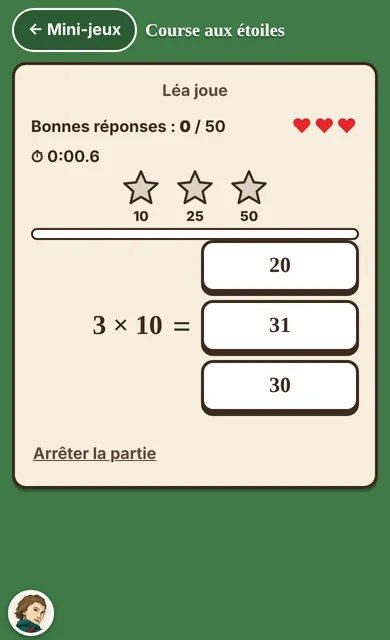 ← Mini-jeux Course aux étoiles
Léa joue
Bonnes réponses : 0 / 50
⏱ 0:00.6
10 25 50
20
3 × 10 = 31
30
Arrêter la partie